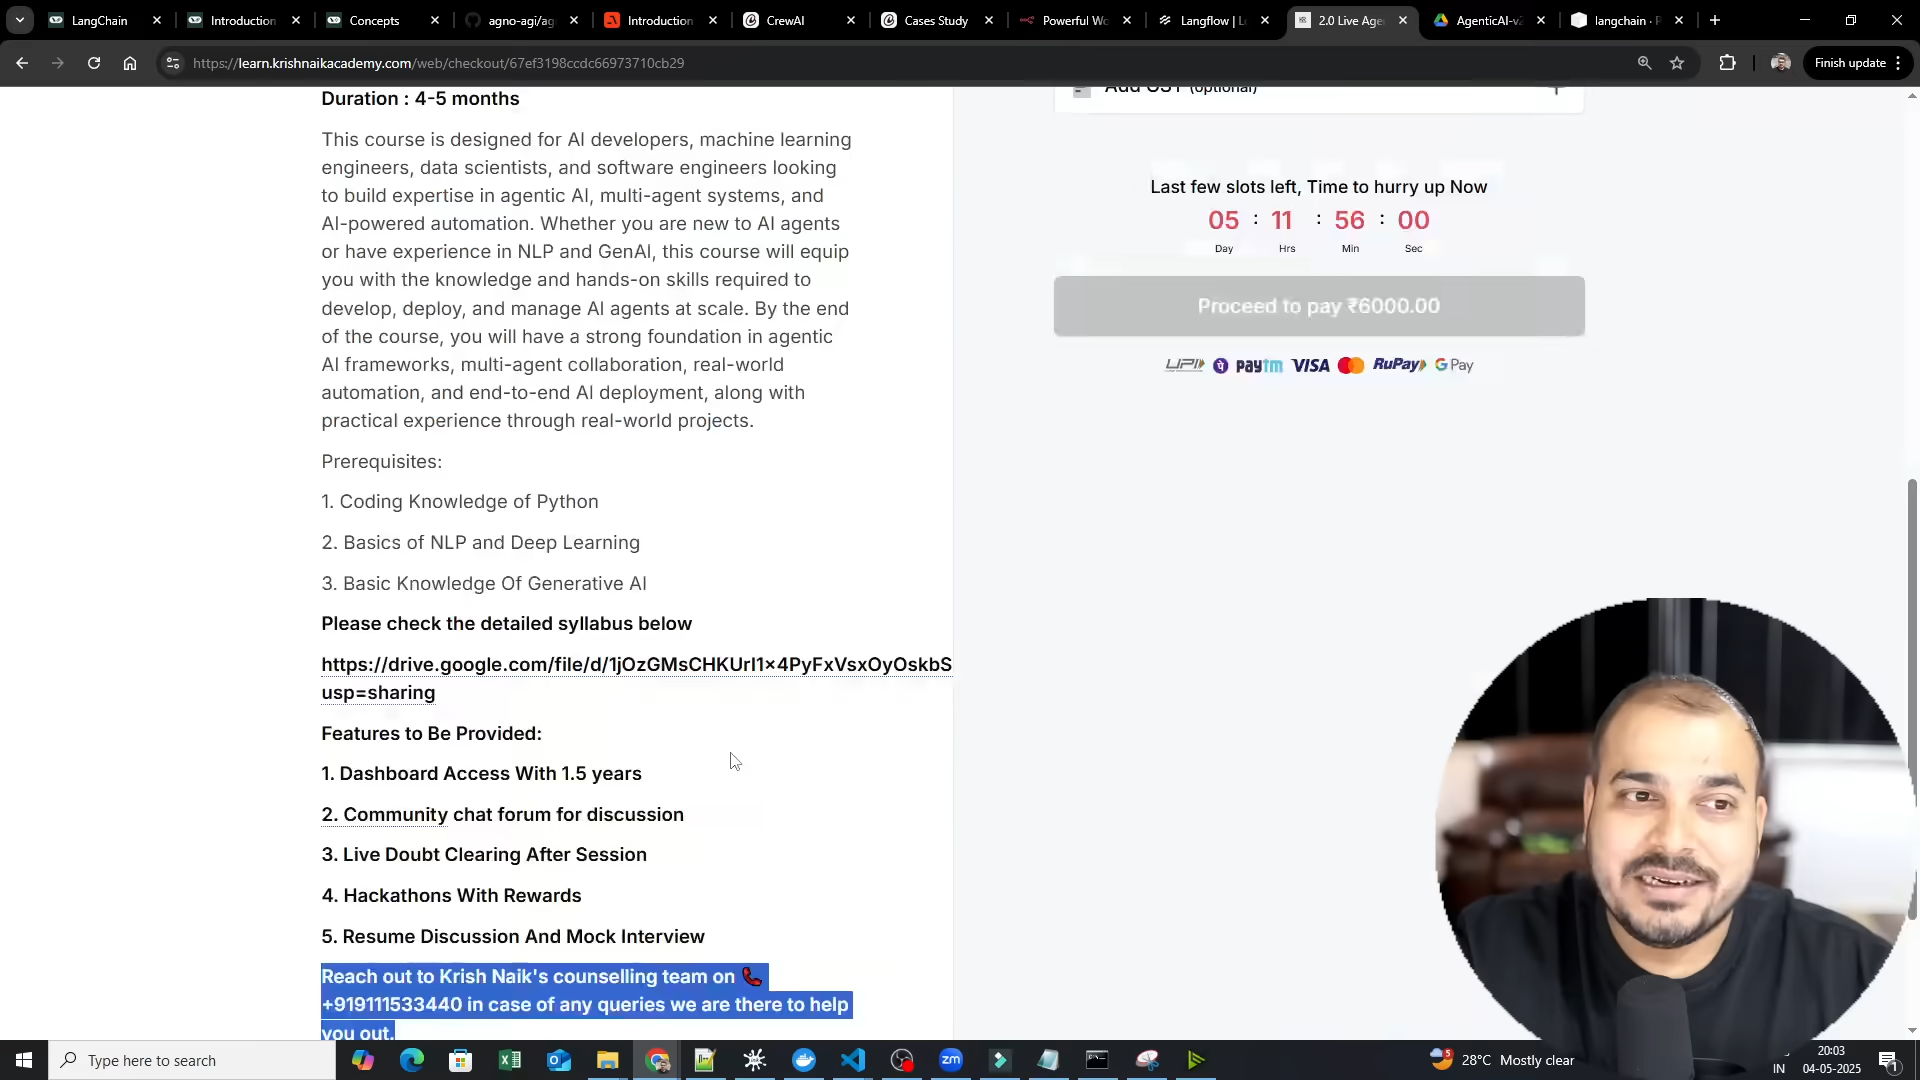 LangChain
Introduction
Concepts
agno-agi/ag
Introduction
CrewAI
Cases Study
Powerful Wo
Langflow | L
2.0 Live Age
AgenticAI-v2
langchain · P
https://learn.krishnaikacademy.com/web/checkout/67ef3198ccdc66973710cb29
Finish update
Duration : 4-5 months
This course is designed for AI developers, machine learning
engineers, data scientists, and software engineers looking
to build expertise in agentic AI, multi-agent systems, and
AI-powered automation. Whether you are new to AI agents
or have experience in NLP and GenAI, this course will equip
you with the knowledge and hands-on skills required to
develop, deploy, and manage AI agents at scale. By the end
of the course, you will have a strong foundation in agentic
AI frameworks, multi-agent collaboration, real-world
automation, and end-to-end AI deployment, along with
practical experience through real-world projects.
Prerequisites:
1. Coding Knowledge of Python
2. Basics of NLP and Deep Learning
3. Basic Knowledge Of Generative AI
Please check the detailed syllabus below
https://drive.google.com/file/d/1jOzGMsCHKUrI1x4PyFxVsxOyOskbS
usp=sharing
Features to Be Provided:
1. Dashboard Access With 1.5 years
2. Community chat forum for discussion
3. Live Doubt Clearing After Session
4. Hackathons With Rewards
5. Resume Discussion And Mock Interview
Reach out to Krish Naik's counselling team on 📞
+919111533440 in case of any queries we are there to help
you out.
Add GST (optional)
Last few slots left, Time to hurry up Now
05 : 11 : 56 : 00
Day Hrs Min Sec
Proceed to pay ₹6000.00
UPI paytm VISA RuPay G Pay
Type here to search
zm
28°C Mostly clear
IN
20:03
04-05-2025
1